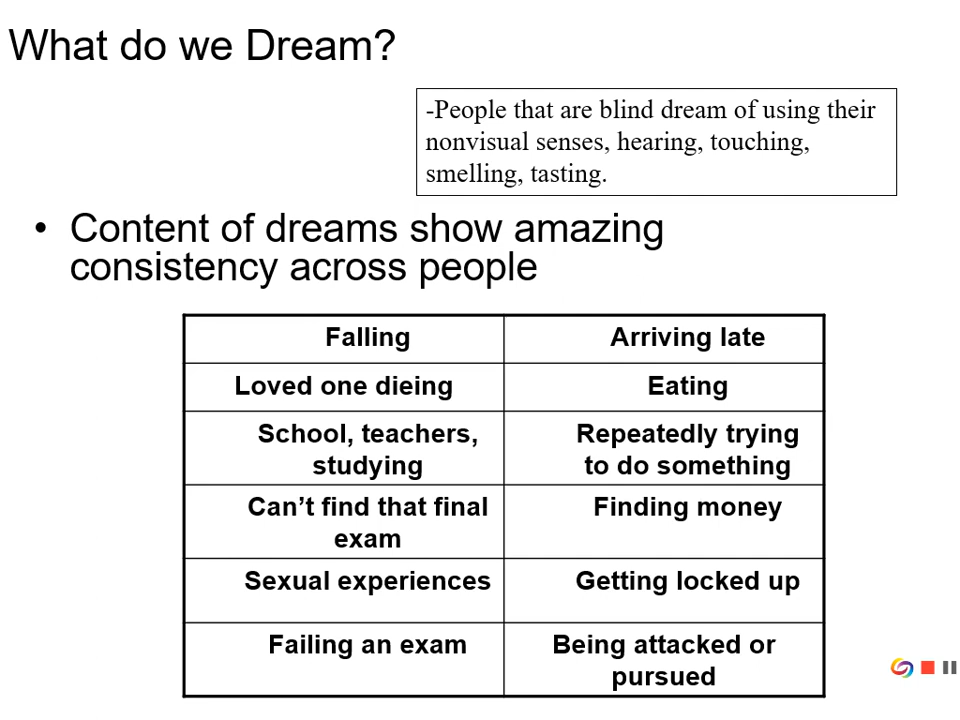 What do we Dream?
-People that are blind dream of using their
nonvisual senses, hearing, touching,
smelling, tasting.
• Content of dreams show amazing
consistency across people
Falling
Arriving late
Loved one dieing
Eating
School, teachers,
studying
Repeatedly trying
to do something
Can’t find that final
exam
Finding money
Sexual experiences
Getting locked up
Failing an exam
Being attacked or
pursued